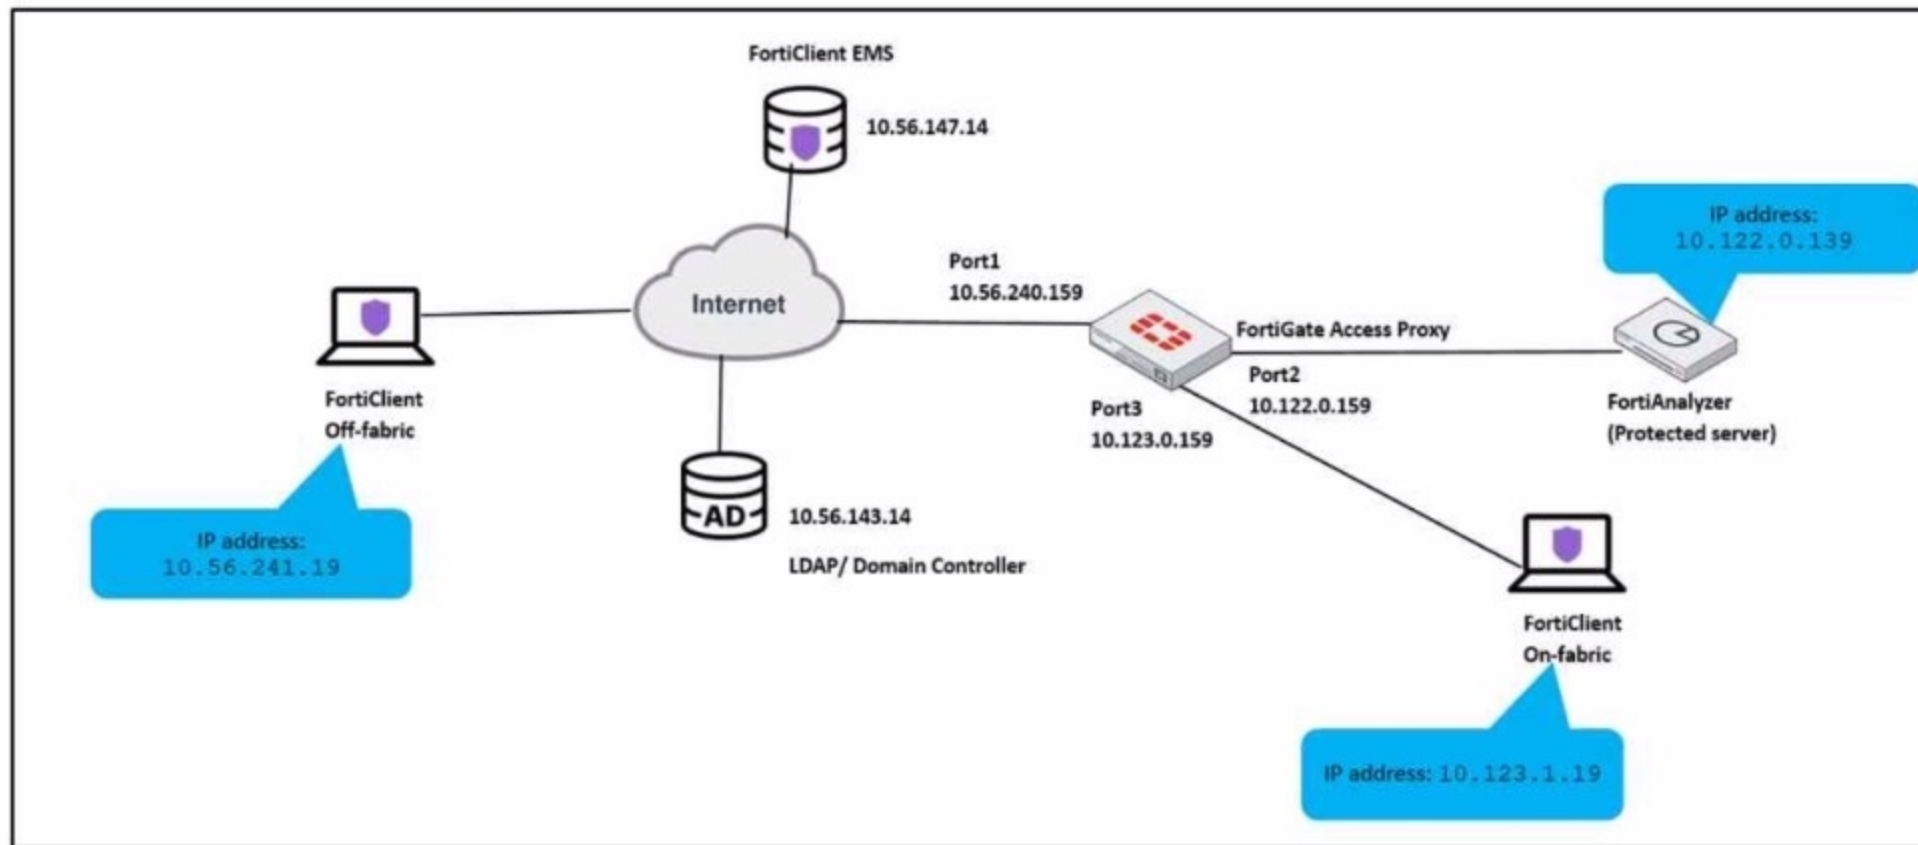 FortiClient EMS
10.56.147.14
IP address:
10.122.0.139
Port1
10.56.240.159
Internet
FortiGate Access Proxy
Port2
10.122.0.159
Port3
10.123.0.159
FortiAnalyzer
(Protected server)
FortiClient
Off-fabric
IP address:
10.56.241.19
AD
10.56.143.14
LDAP/ Domain Controller
FortiClient
On-fabric
IP address: 10.123.1.19